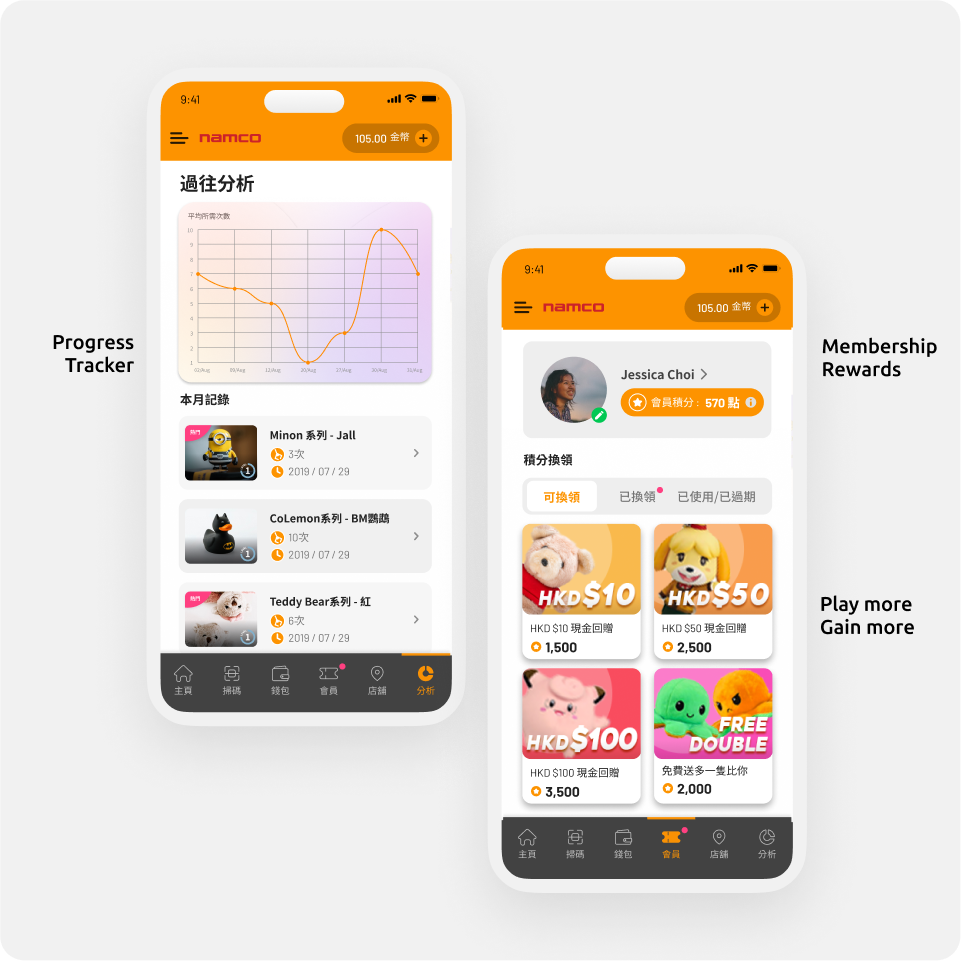 Progress
Tracker
9:41
namco
105.00 金幣
過往分析
平均所需次數
10
9
8
7
6
5
4
3
2
1
02/Aug 09/Aug 12/Aug 20/Aug 27/Aug 30/Aug 31/Aug
本月記錄
熱門
Minon 系列 - Jall
3次
2019 / 07 / 29
1
CoLemon系列 - BM鸚鵡
10次
2019 / 07 / 29
1
熱門
Teddy Bear系列 - 紅
6次
2019 / 07 / 29
1
主頁 掃碼 錢包 會員 店舖 分析
9:41
namco
105.00 金幣
Jessica Choi
會員積分 : 570 點
積分換領
可換領 已換領 已使用/已過期
HKD$10
HKD $10 現金回贈
1,500
HKD$50
HKD $50 現金回贈
2,500
HKD$100
HKD $100 現金回贈
3,500
FREE
DOUBLE
免費送多一隻比你
2,000
主頁 掃碼 錢包 會員 店舖 分析
Membership
Rewards
Play more
Gain more